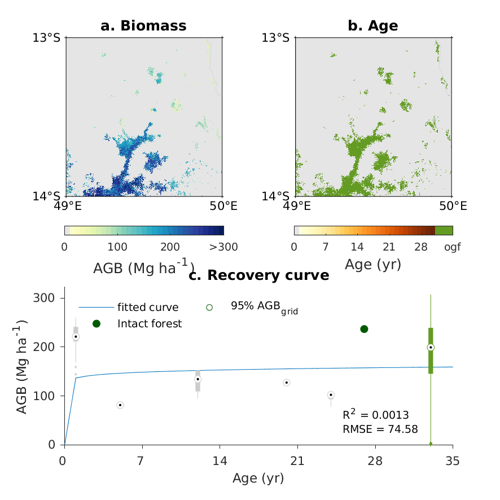 a. Biomass
b. Age
13°S
14°S
49°E
50°E
13°S
14°S
49°E
50°E
0 100 200 >300
AGB (Mg ha⁻¹)
0 7 14 21 28 ogf
Age (yr)
c. Recovery curve
AGB (Mg ha⁻¹)
300
200
100
0
fitted curve
95% AGB_grid
Intact forest
R² = 0.0013
RMSE = 74.58
0 7 14 21 28 35
Age (yr)